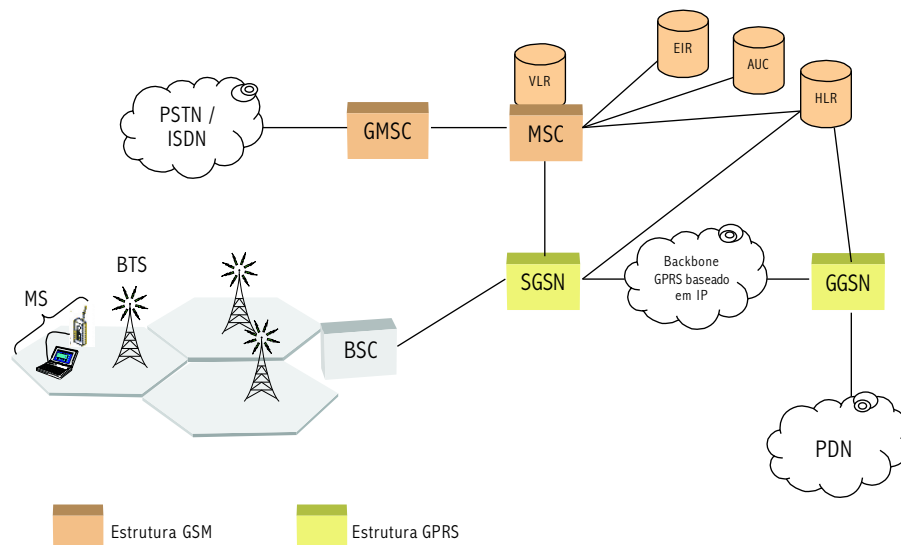 EIR
AUC
VLR
HLR
PSTN /
ISDN
GMSC
MSC
BTS
MS
BSC
SGSN
Backbone
GPRS baseado
em IP
GGSN
PDN
Estrutura GSM
Estrutura GPRS